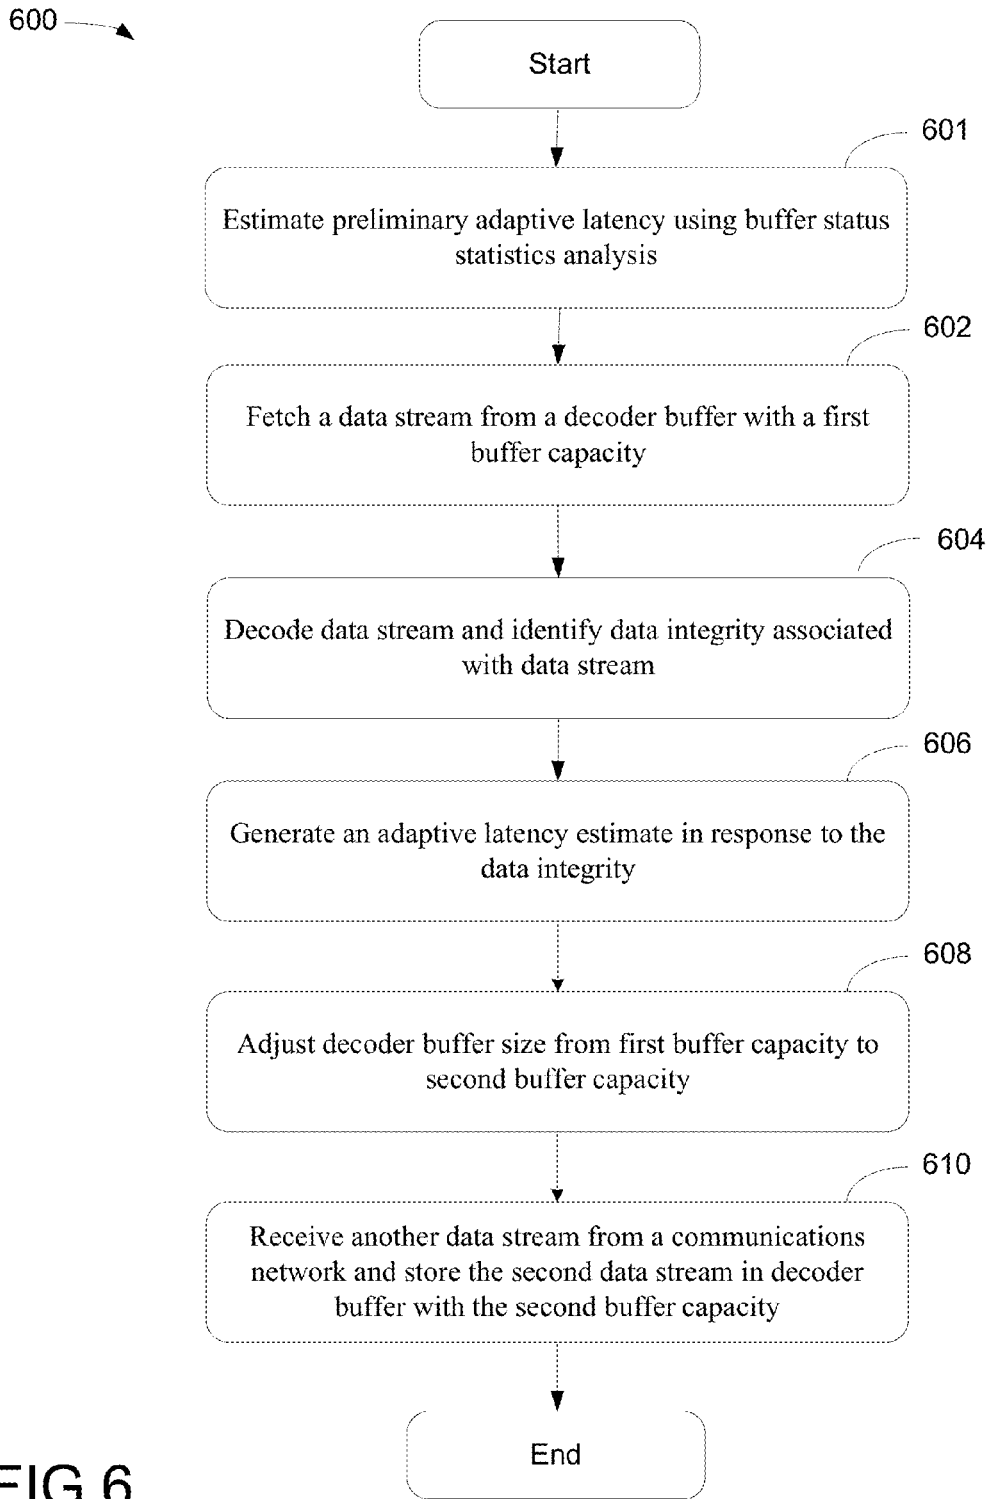 600
Start
601
Estimate preliminary adaptive latency using buffer status
statistics analysis
602
Fetch a data stream from a decoder buffer with a first
buffer capacity
604
Decode data stream and identify data integrity associated
with data stream
606
Generate an adaptive latency estimate in response to the
data integrity
608
Adjust decoder buffer size from first buffer capacity to
second buffer capacity
610
Receive another data stream from a communications
network and store the second data stream in decoder
buffer with the second buffer capacity
End
FIG 6